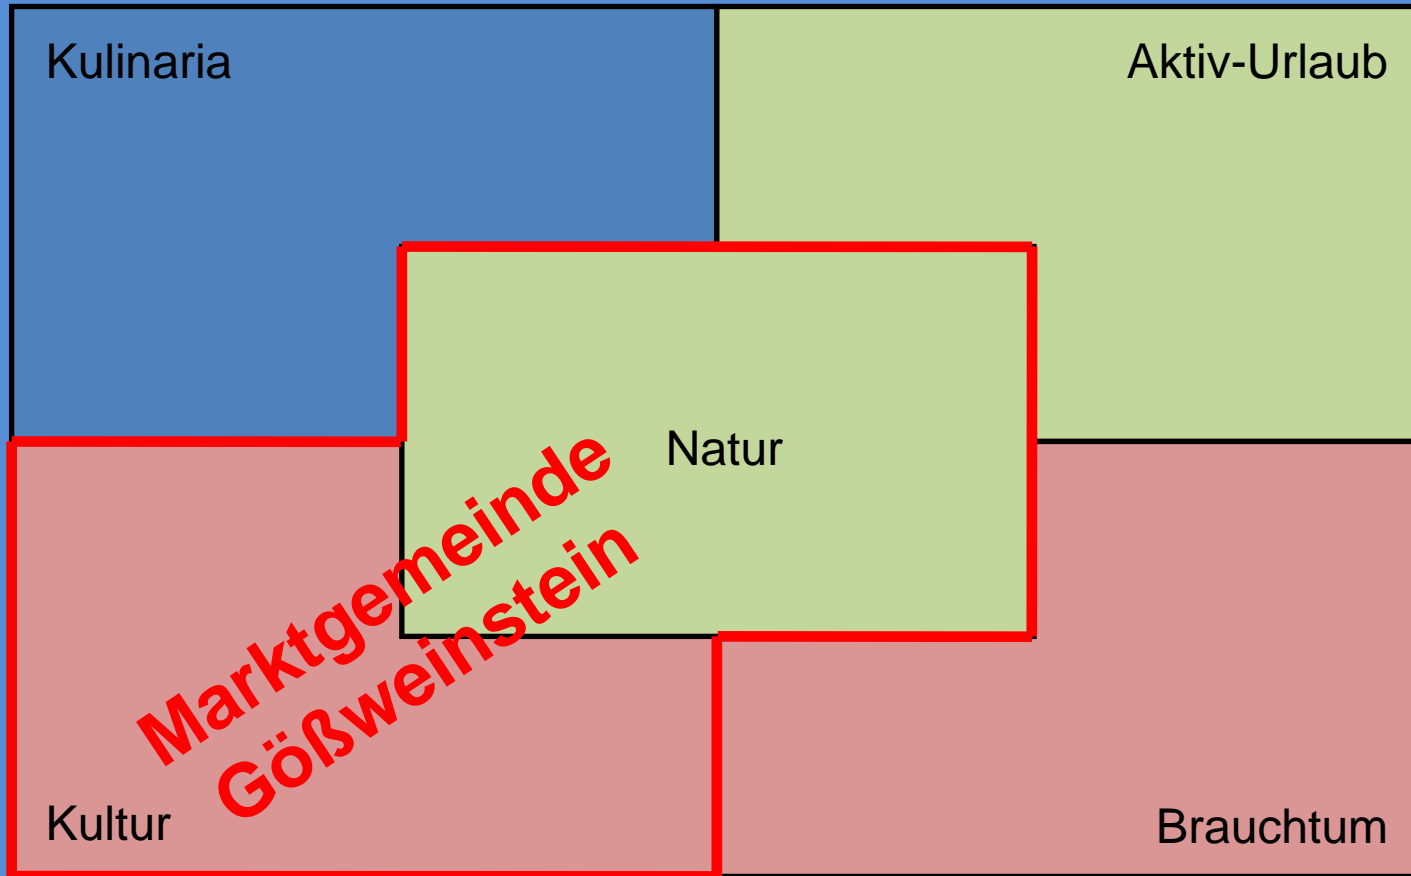 Kulinaria
Aktiv-Urlaub
Natur
Marktgemeinde
Gößweinstein
Kultur
Brauchtum